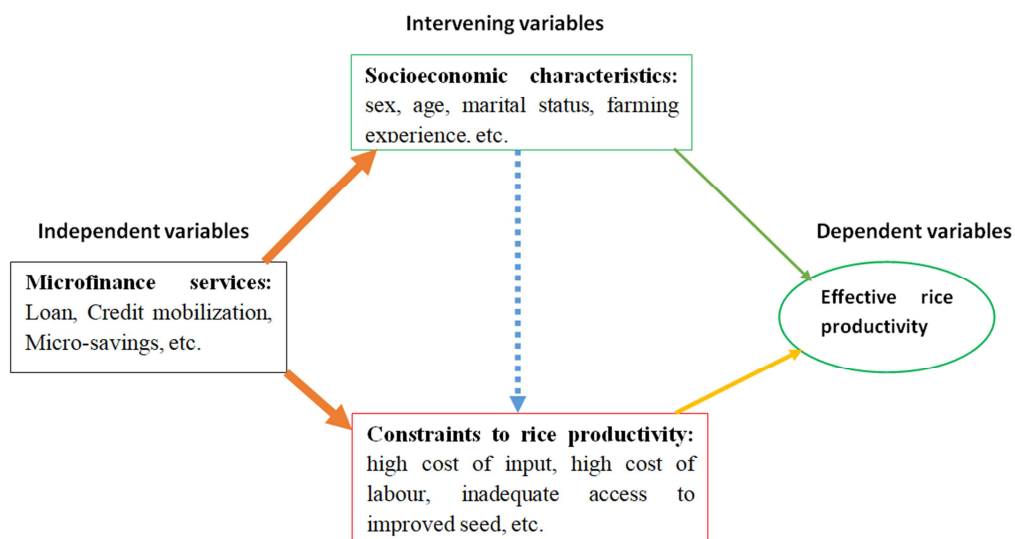 Intervening variables
Socioeconomic characteristics:
sex, age, marital status, farming
experience, etc.
Independent variables
Microfinance services:
Loan, Credit mobilization,
Micro-savings, etc.
Dependent variables
Effective rice
productivity
Constraints to rice productivity:
high cost of input, high cost of
labour, inadequate access to
improved seed, etc.